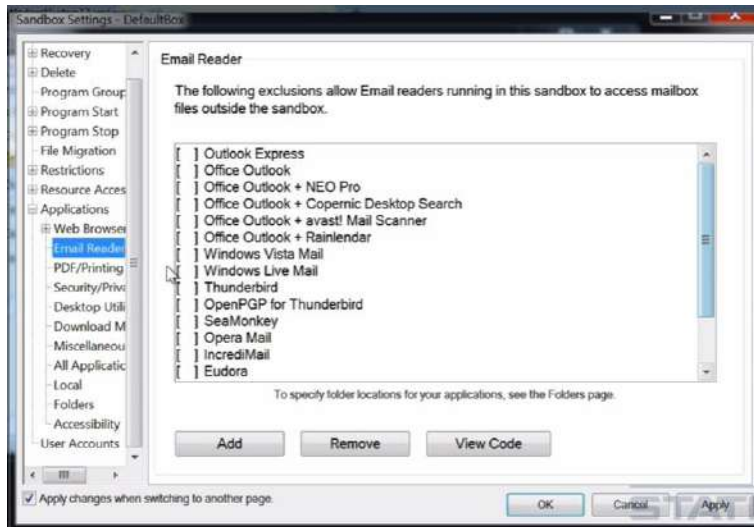 Sandbox Settings - DefaultBox
Recovery
Delete
Program Group
Program Start
Program Stop
File Migration
Restrictions
Resource Acces
Applications
Web Browser
Email Reader
PDF/Printing
Security/Priva
Desktop Utili
Download M
Miscellaneou
All Applicatic
Local
Folders
Accessibility
User Accounts
Email Reader
The following exclusions allow Email readers running in this sandbox to access mailbox
files outside the sandbox.
[ ] Outlook Express
[ ] Office Outlook
[ ] Office Outlook + NEO Pro
[ ] Office Outlook + Copernic Desktop Search
[ ] Office Outlook + avast! Mail Scanner
[ ] Office Outlook + Rainlendar
[ ] Windows Vista Mail
[ ] Windows Live Mail
[ ] Thunderbird
[ ] OpenPGP for Thunderbird
[ ] SeaMonkey
[ ] Opera Mail
[ ] IncrediMail
[ ] Eudora
To specify folder locations for your applications, see the Folders page.
Add Remove View Code
Apply changes when switching to another page.
OK Cancel Apply